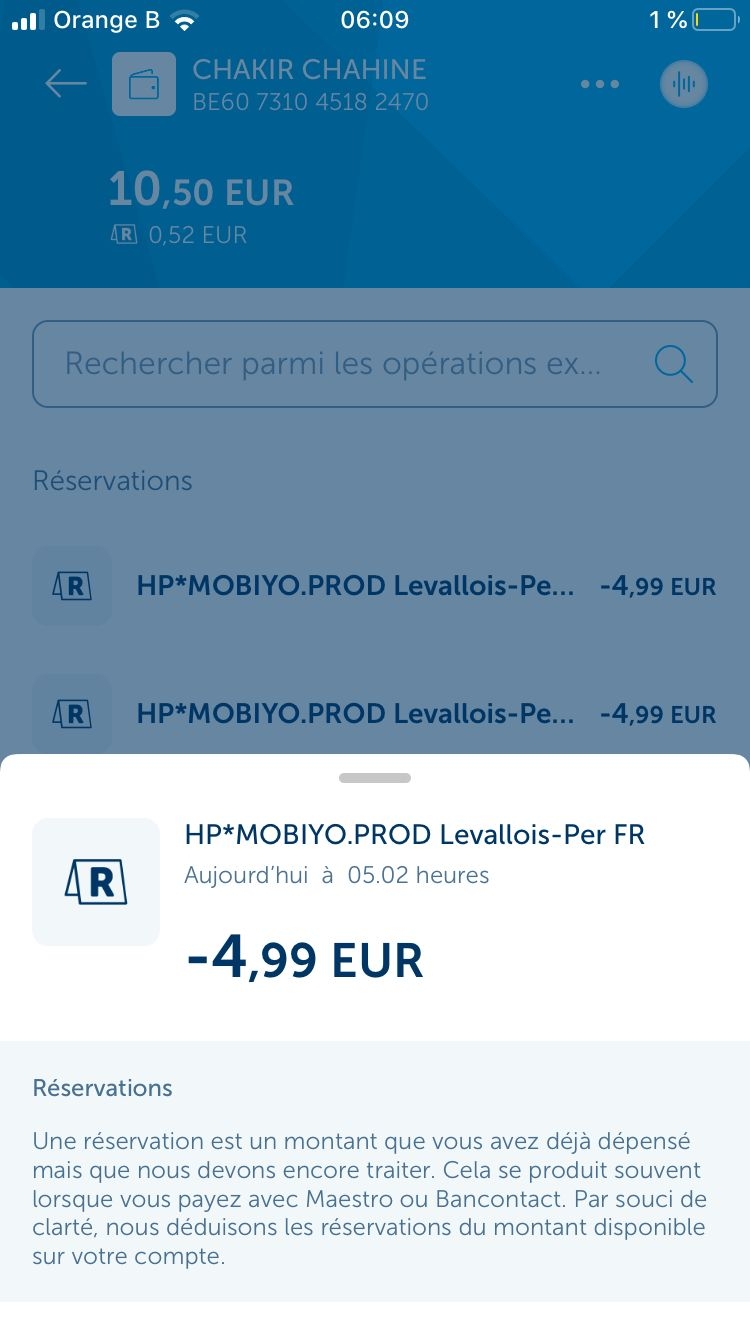 Orange B 06:09 1 %
CHAKIR CHAHINE
BE60 7310 4518 2470
10,50 EUR
R 0,52 EUR
Rechercher parmi les opérations ex...
Réservations
R HP*MOBIYO.PROD Levallois-Pe... -4,99 EUR
R HP*MOBIYO.PROD Levallois-Pe... -4,99 EUR
HP*MOBIYO.PROD Levallois-Per FR
Aujourd’hui à 05.02 heures
R
-4,99 EUR
Réservations
Une réservation est un montant que vous avez déjà dépensé
mais que nous devons encore traiter. Cela se produit souvent
lorsque vous payez avec Maestro ou Bancontact. Par souci de
clarté, nous déduisons les réservations du montant disponible
sur votre compte.